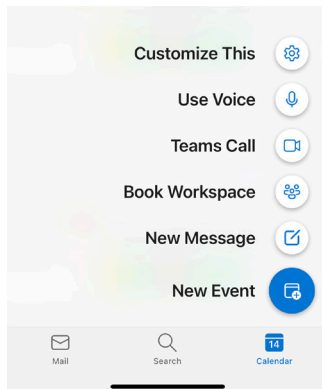 Customize This
Use Voice
Teams Call
Book Workspace
New Message
New Event
14
Mail
Search
Calendar